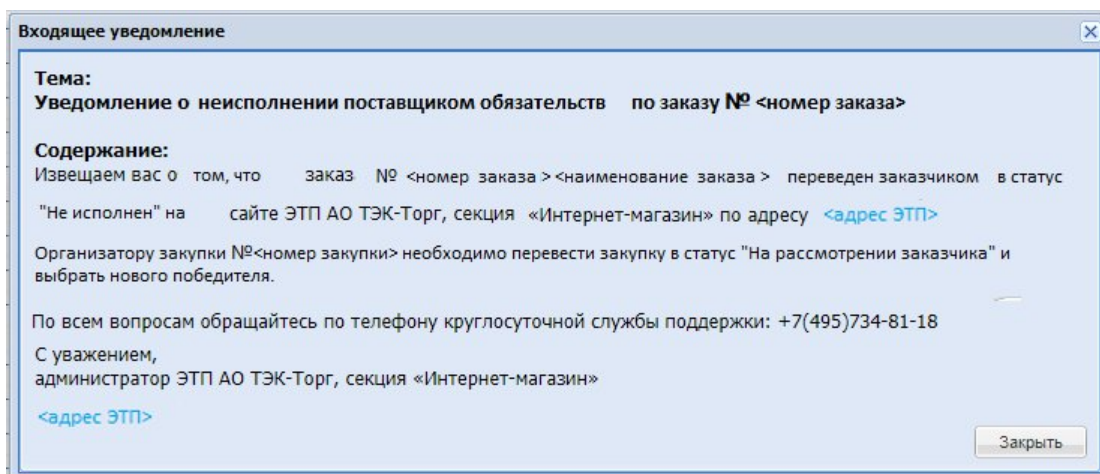 Входящее уведомление
Тема:
Уведомление о неисполнении поставщиком обязательств по заказу № <номер заказа>
Содержание:
Извещаем вас о том, что заказ № <номер заказа > <наименование заказа > переведен заказчиком в статус
"Не исполнен" на сайте ЭТП АО ТЭК-Торг, секция «Интернет-магазин» по адресу <адрес ЭТП>
Организатору закупки №<номер закупки> необходимо перевести закупку в статус "На рассмотрении заказчика" и
выбрать нового победителя.
По всем вопросам обращайтесь по телефону круглосуточной службы поддержки: +7(495)734-81-18
С уважением,
администратор ЭТП АО ТЭК-Торг, секция «Интернет-магазин»
<адрес ЭТП>
Закрыть